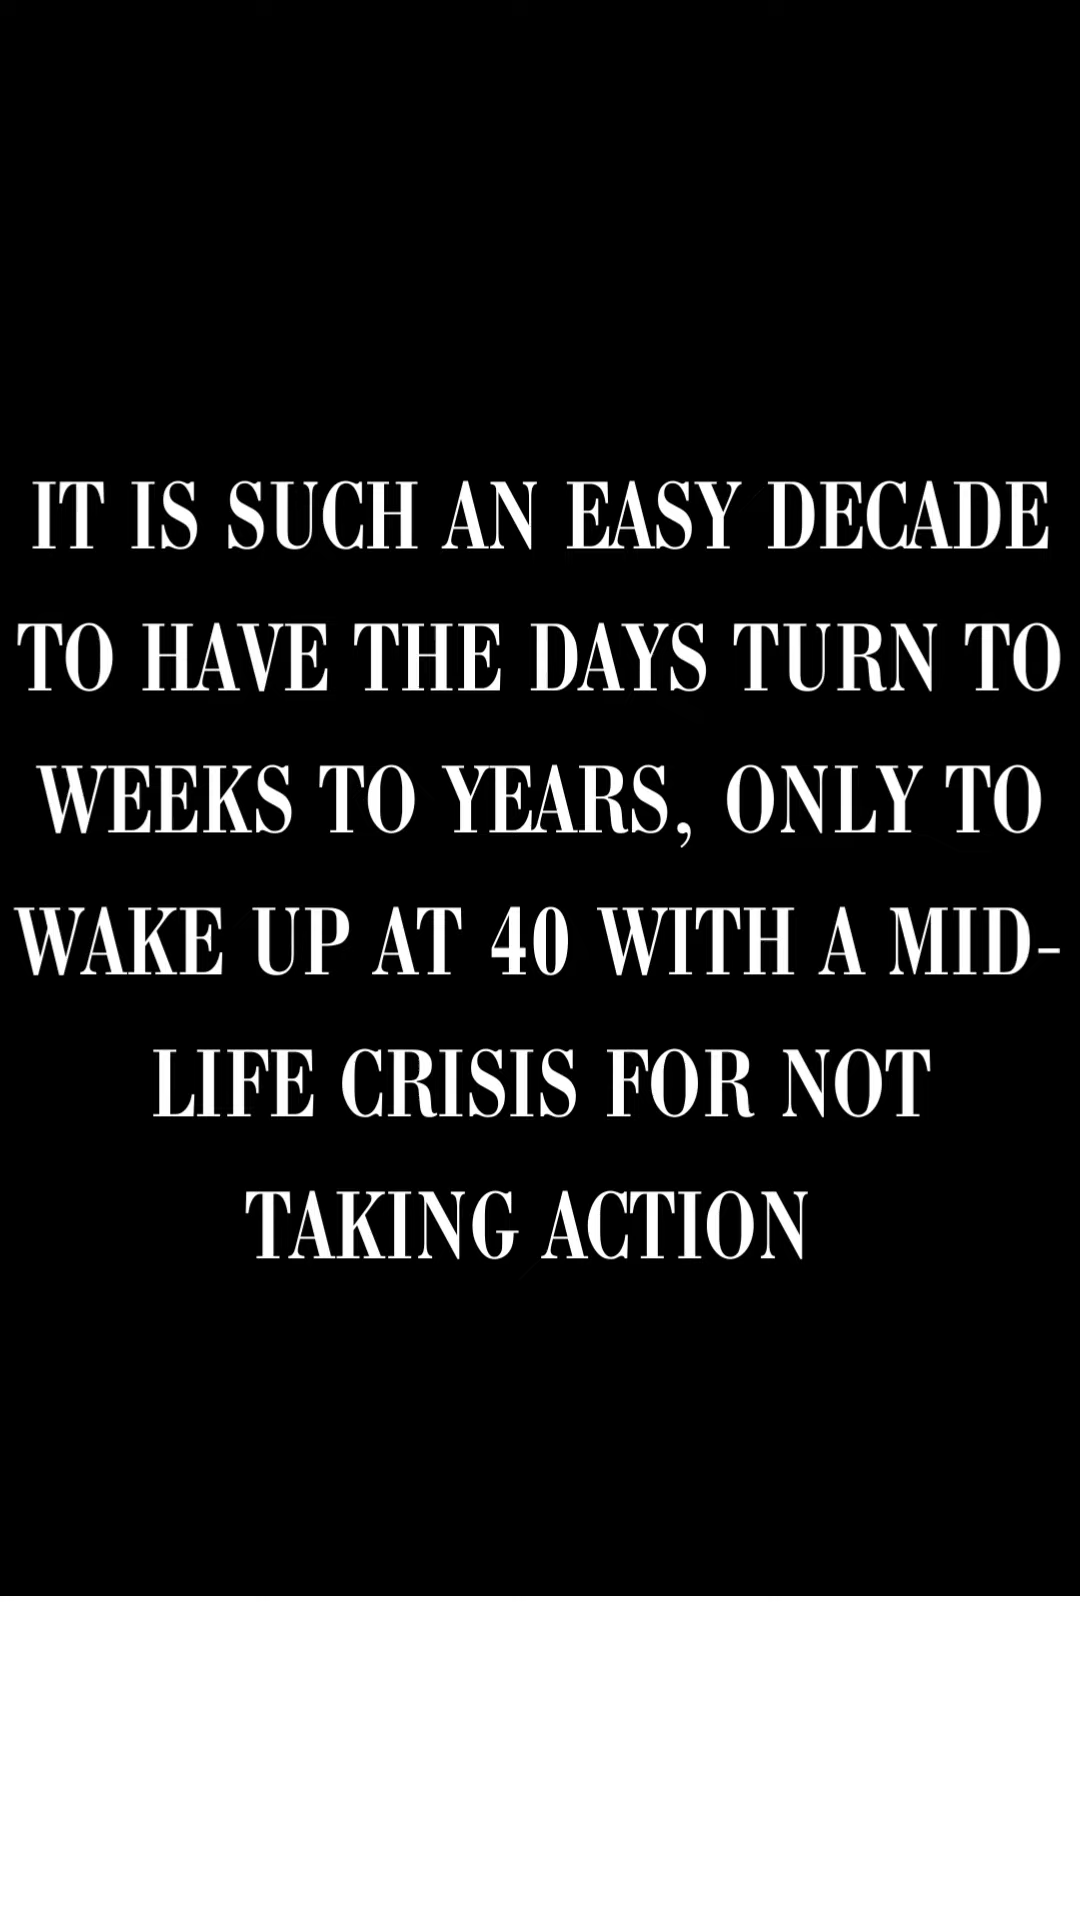 IT IS SUCH AN EASY DECADE
TO HAVE THE DAYS TURN TO
WEEKS TO YEARS, ONLY TO
WAKE UP AT 40 WITH A MID-
LIFE CRISIS FOR NOT
TAKING ACTION